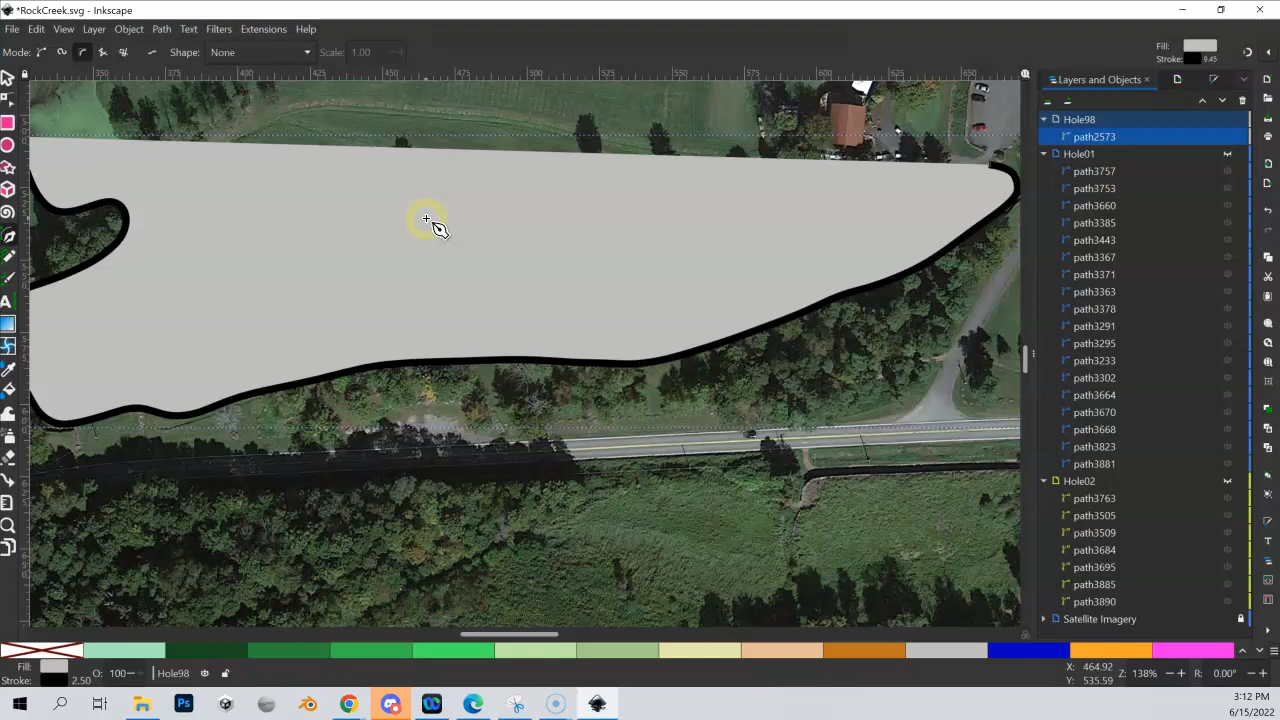 *RockCreek.svg - Inkscape
File Edit View Layer Object Path Text Filters Extensions Help
Mode: Shape: None Scale: 1.00 Fill:
Stroke: 9.45
350 375 400 425 450 475 500 525 550 575 600 625 650
Layers and Objects
Hole98
path2573
Hole01
path3757
path3753
path3660
path3385
path3443
path3367
path3371
path3363
path3378
path3291
path3295
path3233
path3302
path3664
path3670
path3668
path3823
path3881
Hole02
path3763
path3505
path3509
path3684
path3695
path3885
path3890
Satellite Imagery
Fill:
Stroke: 2.50 O: 100 Hole98 X: 464.92
Y: 535.59 Z: 138% R: 0.00°
3:12 PM
6/15/2022